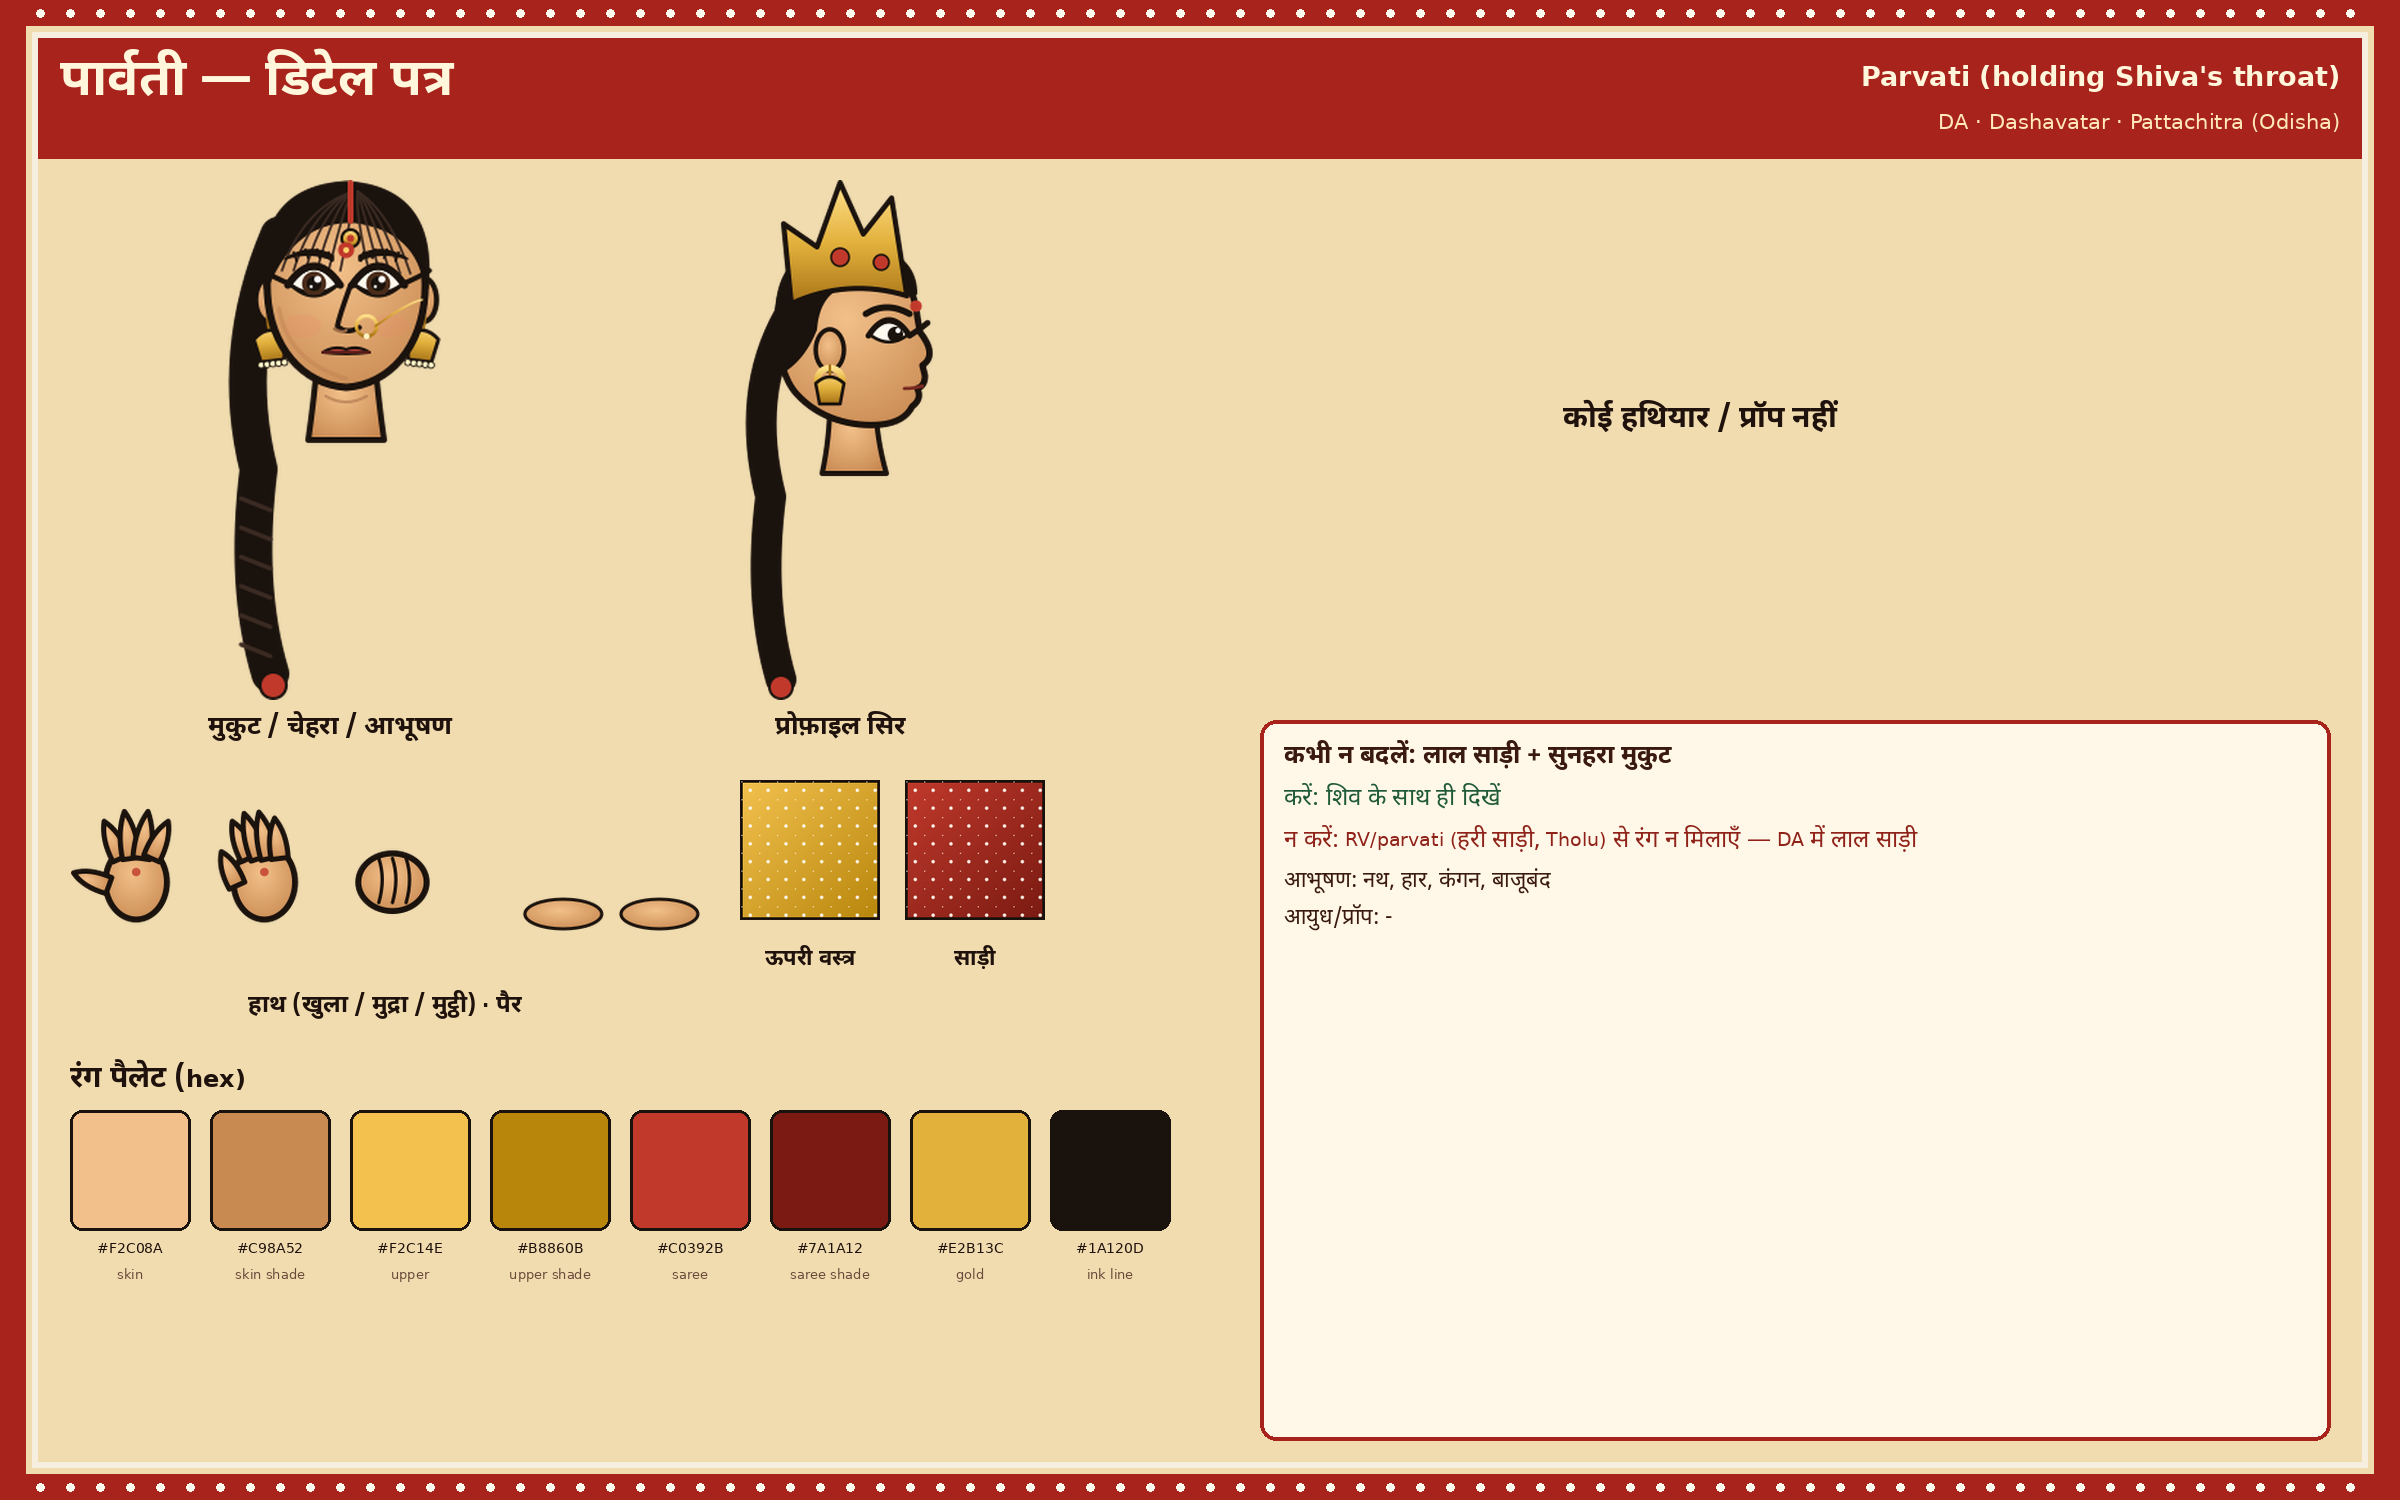 पार्वती — डिटेल पत्र
Parvati (holding Shiva's throat)
DA · Dashavatar · Pattachitra (Odisha)
कोई हथियार / प्रॉप नहीं
मुकुट / चेहरा / आभूषण
प्रोफ़ाइल सिर
कभी न बदलें: लाल साड़ी + सुनहरा मुकुट
करें: शिव के साथ ही दिखें
न करें: RV/parvati (हरी साड़ी, Tholu) से रंग न मिलाएँ — DA में लाल साड़ी
आभूषण: नथ, हार, कंगन, बाजूबंद
आयुध/प्रॉप: -
ऊपरी वस्त्र
साड़ी
हाथ (खुला / मुद्रा / मुट्ठी) · पैर
रंग पैलेट (hex)
#F2C08A
#C98A52
#F2C14E
#B8860B
#C0392B
#7A1A12
#E2B13C
#1A120D
skin
skin shade
upper
upper shade
saree
saree shade
gold
ink line